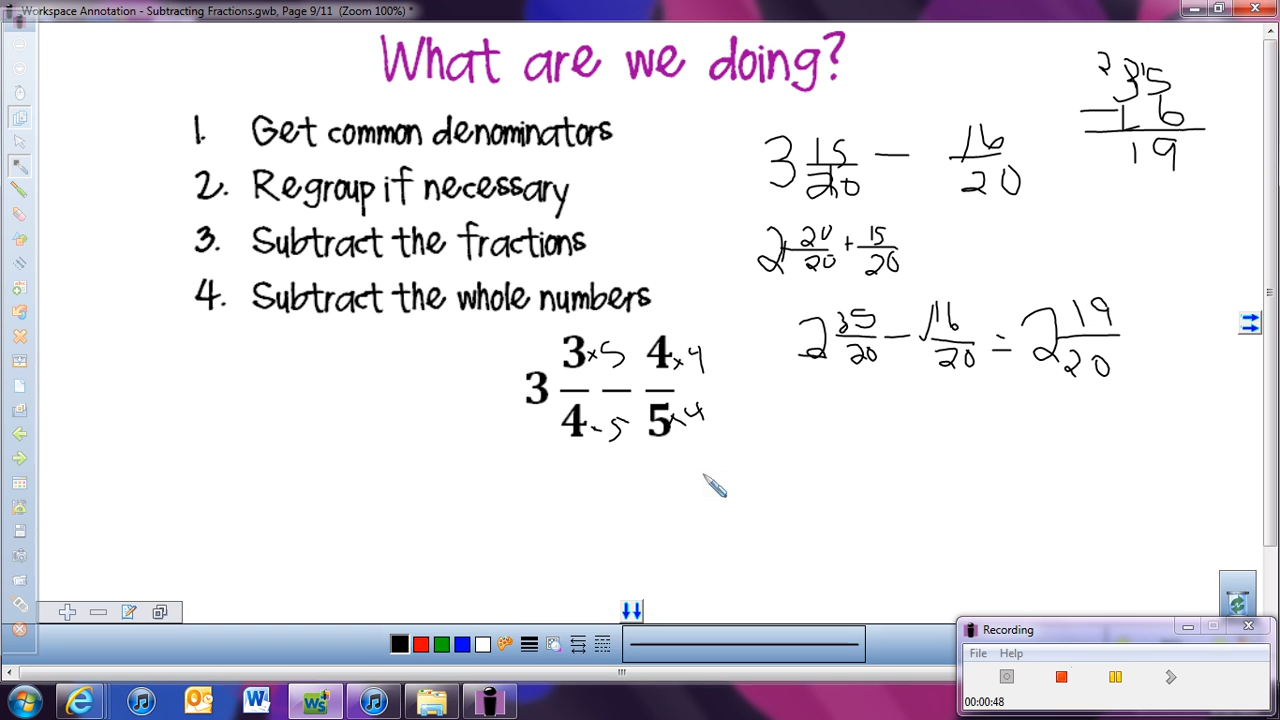 Workspace Annotation - Subtracting Fractions.gwb, Page 9/11 (Zoom 100%) *
What are we doing?
1. Get common denominators
2. Regroup if necessary
3. Subtract the fractions
4. Subtract the whole numbers
3 3/4 - 4/5
×5 ×4
-5 ×4
2 1
35
-16
19
3 15/20 - 16/20
2 20/20 + 15/20
2 35/20 - 16/20 = 2 19/20
Recording
File Help
00:00:48